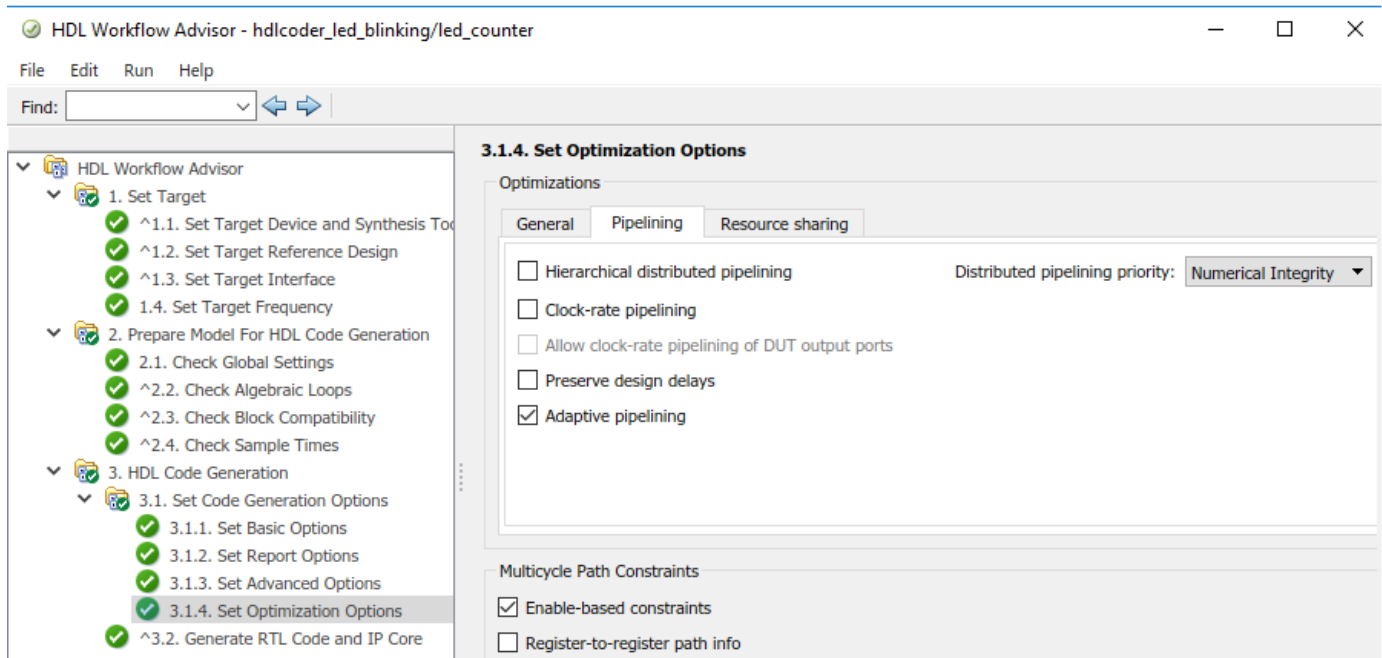 HDL Workflow Advisor - hdlcoder_led_blinking/led_counter
File Edit Run Help
Find:
HDL Workflow Advisor
1. Set Target
^1.1. Set Target Device and Synthesis Too
^1.2. Set Target Reference Design
^1.3. Set Target Interface
1.4. Set Target Frequency
2. Prepare Model For HDL Code Generation
2.1. Check Global Settings
^2.2. Check Algebraic Loops
^2.3. Check Block Compatibility
^2.4. Check Sample Times
3. HDL Code Generation
3.1. Set Code Generation Options
3.1.1. Set Basic Options
3.1.2. Set Report Options
3.1.3. Set Advanced Options
3.1.4. Set Optimization Options
^3.2. Generate RTL Code and IP Core
3.1.4. Set Optimization Options
Optimizations
General Pipelining Resource sharing
Hierarchical distributed pipelining Distributed pipelining priority: Numerical Integrity
Clock-rate pipelining
Allow clock-rate pipelining of DUT output ports
Preserve design delays
Adaptive pipelining
Multicycle Path Constraints
Enable-based constraints
Register-to-register path info